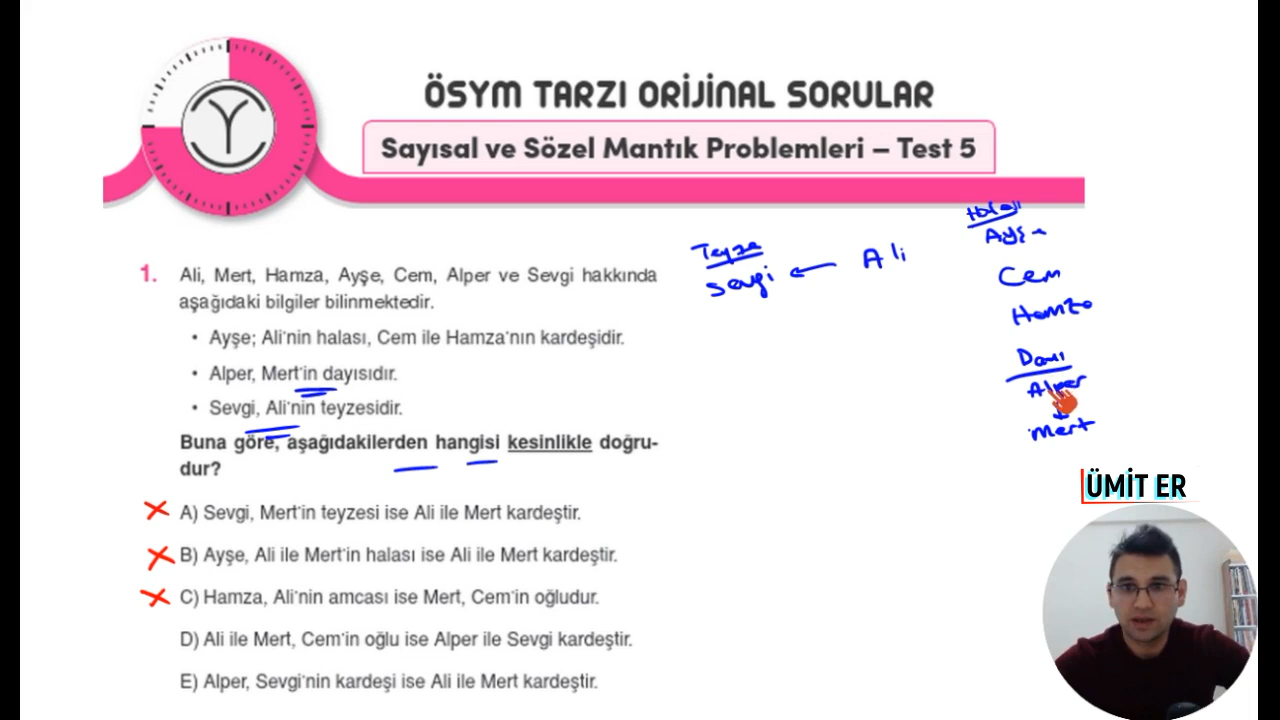 ÖSYM TARZI ORİJİNAL SORULAR
Sayısal ve Sözel Mantık Problemleri – Test 5
1. Ali, Mert, Hamza, Ayşe, Cem, Alper ve Sevgi hakkında
aşağıdaki bilgiler bilinmektedir.
• Ayşe; Ali'nin halası, Cem ile Hamza'nın kardeşidir.
• Alper, Mert'in dayısıdır.
• Sevgi, Ali'nin teyzesidir.
Buna göre, aşağıdakilerden hangisi kesinlikle doğru-
dur?
A) Sevgi, Mert'in teyzesi ise Ali ile Mert kardeştir.
B) Ayşe, Ali ile Mert'in halası ise Ali ile Mert kardeştir.
C) Hamza, Ali'nin amcası ise Mert, Cem'in oğludur.
D) Ali ile Mert, Cem'in oğlu ise Alper ile Sevgi kardeştir.
E) Alper, Sevgi'nin kardeşi ise Ali ile Mert kardeştir.
Teyze
Sevgi ← Ali
Ayşe
Cem
Hamza
Dayı
Alper
Mert
ÜMİT ER